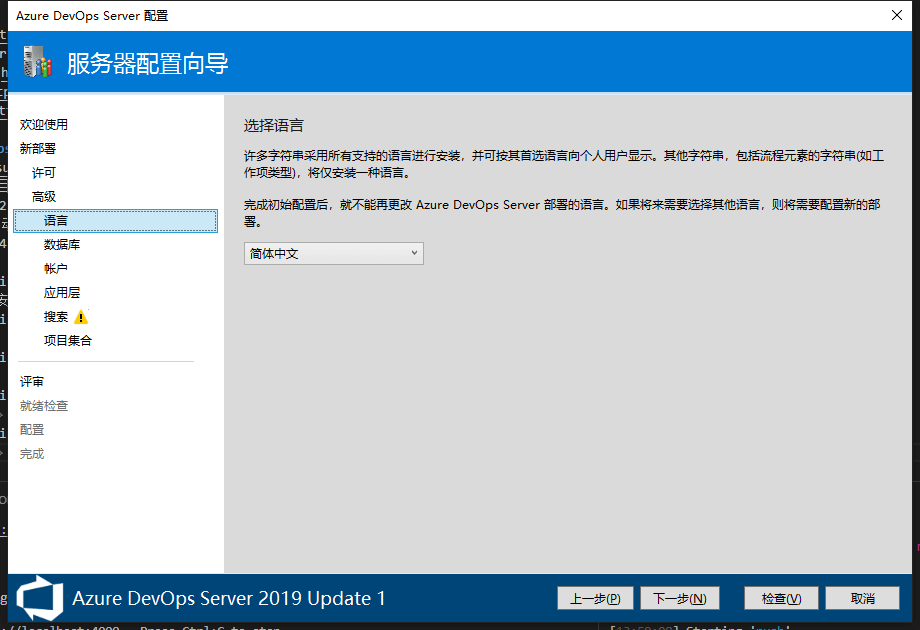 Azure DevOps Server 配置
服务器配置向导
欢迎使用
新部署
许可
高级
语言
数据库
帐户
应用层
搜索
项目集合
评审
就绪检查
配置
完成
选择语言
许多字符串采用所有支持的语言进行安装，并可按其首选语言向个人用户显示。其他字符串，包括流程元素的字符串(如工
作项类型)，将仅安装一种语言。
完成初始配置后，就不能再更改 Azure DevOps Server 部署的语言。如果将来需要选择其他语言，则将需要配置新的部
署。
简体中文
Azure DevOps Server 2019 Update 1
上一步(P)
下一步(N)
检查(V)
取消